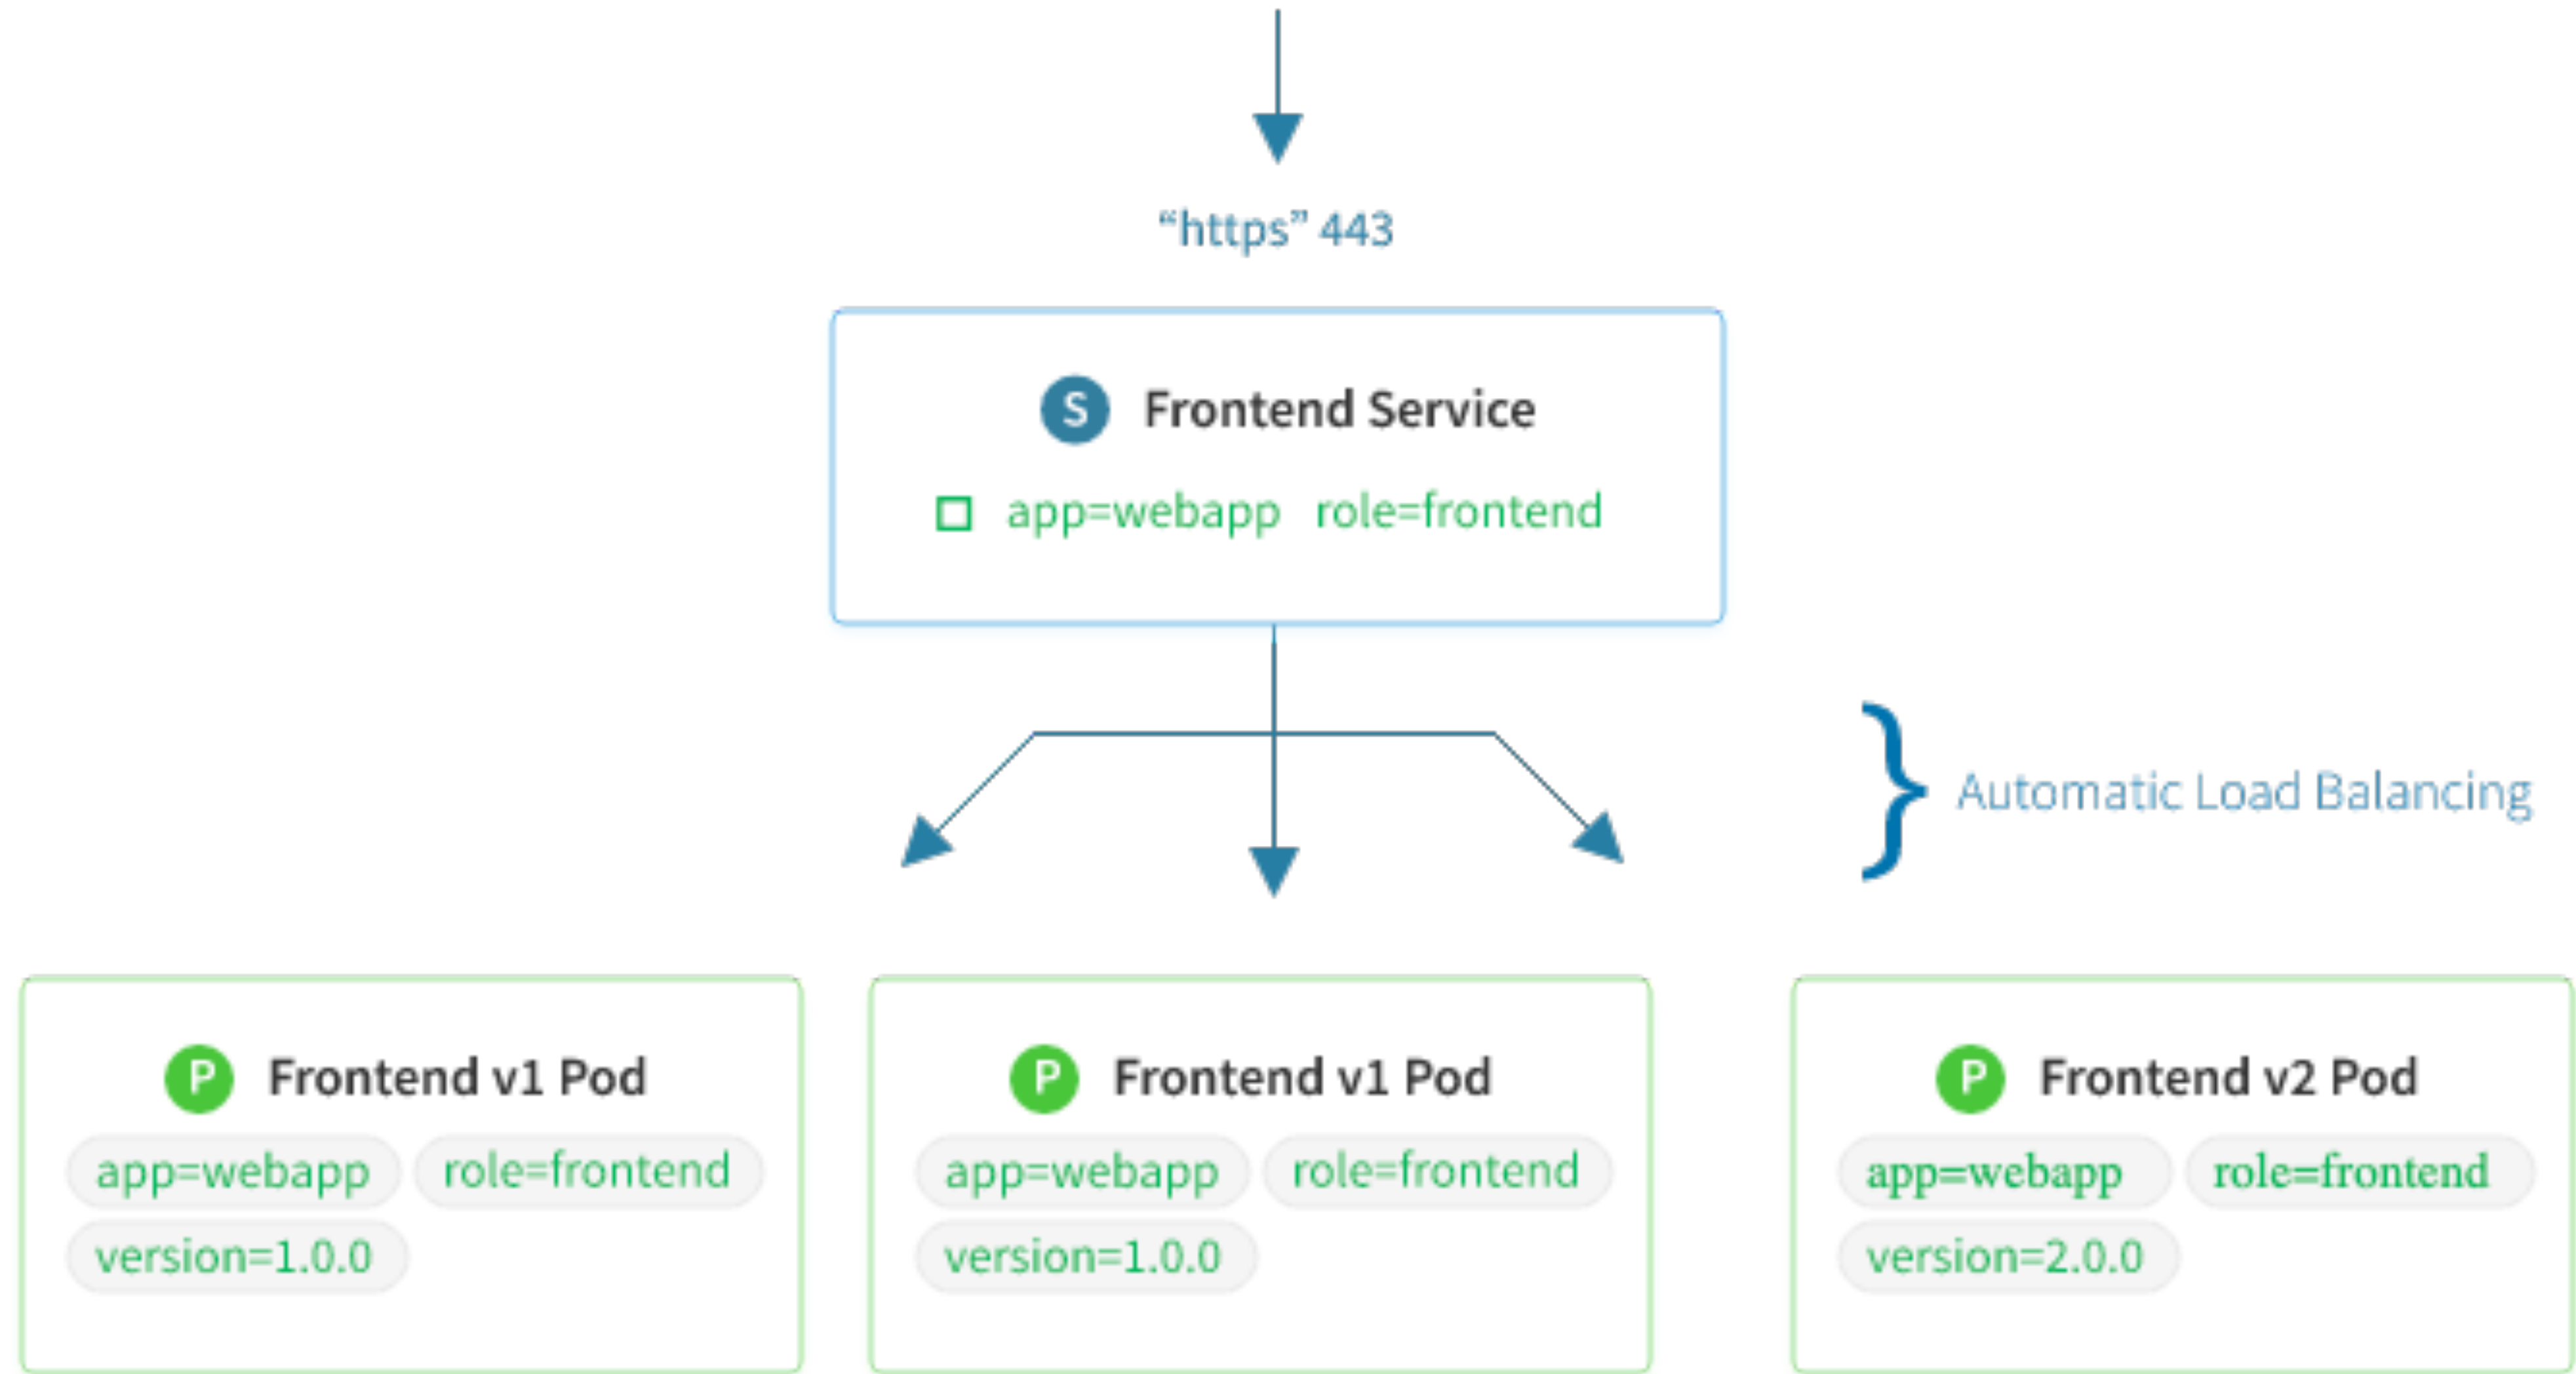 “https” 443
S Frontend Service
app=webapp role=frontend
Automatic Load Balancing
P Frontend v1 Pod
app=webapp role=frontend
version=1.0.0
P Frontend v1 Pod
app=webapp role=frontend
version=1.0.0
P Frontend v2 Pod
app=webapp role=frontend
version=2.0.0